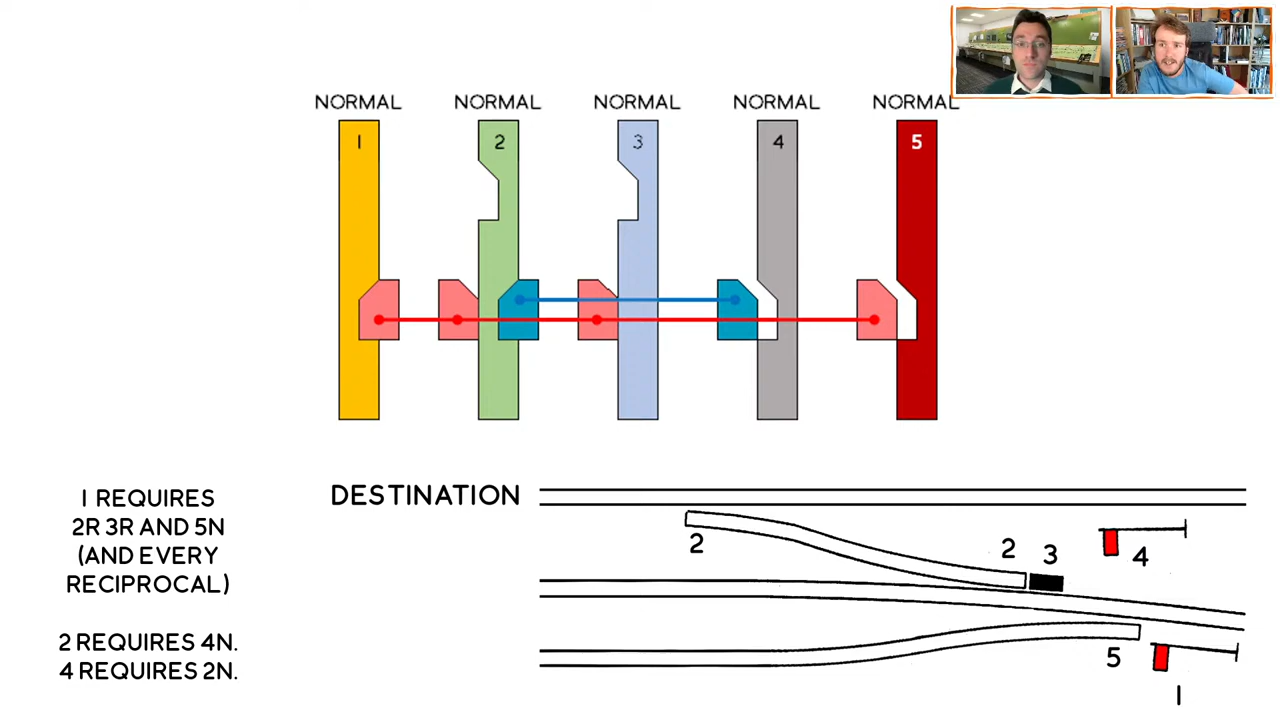 NORMAL NORMAL NORMAL NORMAL NORMAL
1 2 3 4 5
1 REQUIRES
2R 3R AND 5N
(AND EVERY
RECIPROCAL)
2 REQUIRES 4N.
4 REQUIRES 2N.
DESTINATION
2
2 3 4
5
1